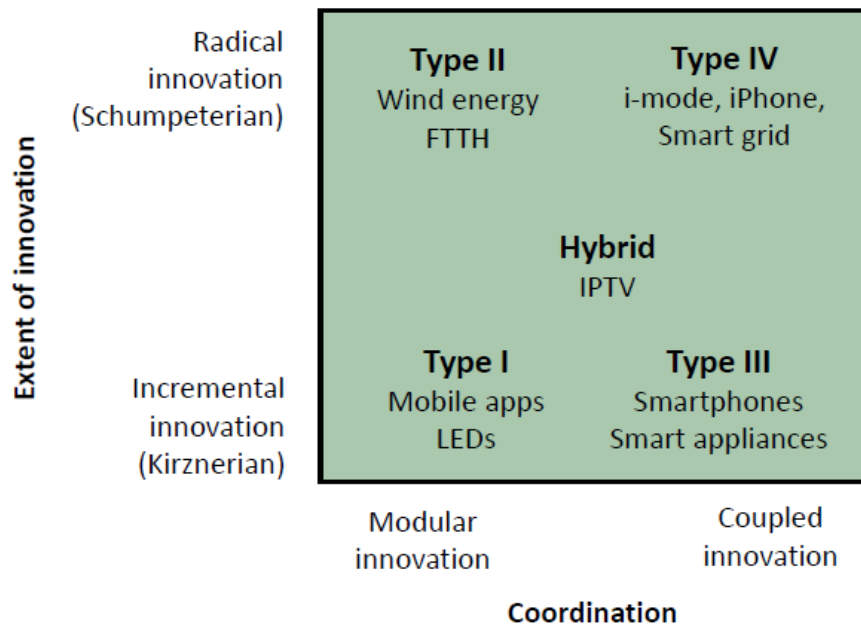 Extent of innovation
Radical
innovation
(Schumpeterian)
Type II
Wind energy
FTTH
Type IV
i-mode, iPhone,
Smart grid
Hybrid
IPTV
Incremental
innovation
(Kirznerian)
Type I
Mobile apps
LEDs
Type III
Smartphones
Smart appliances
Modular
innovation
Coupled
innovation
Coordination